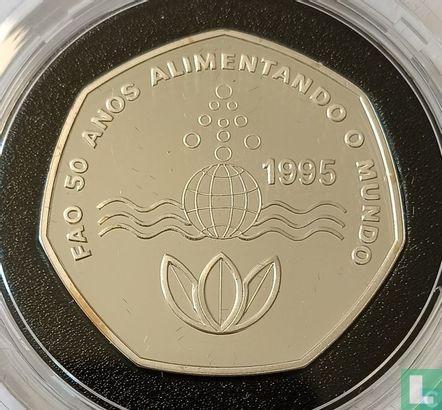 FAO 50 ANOS ALIMENTANDO O MUNDO
1995